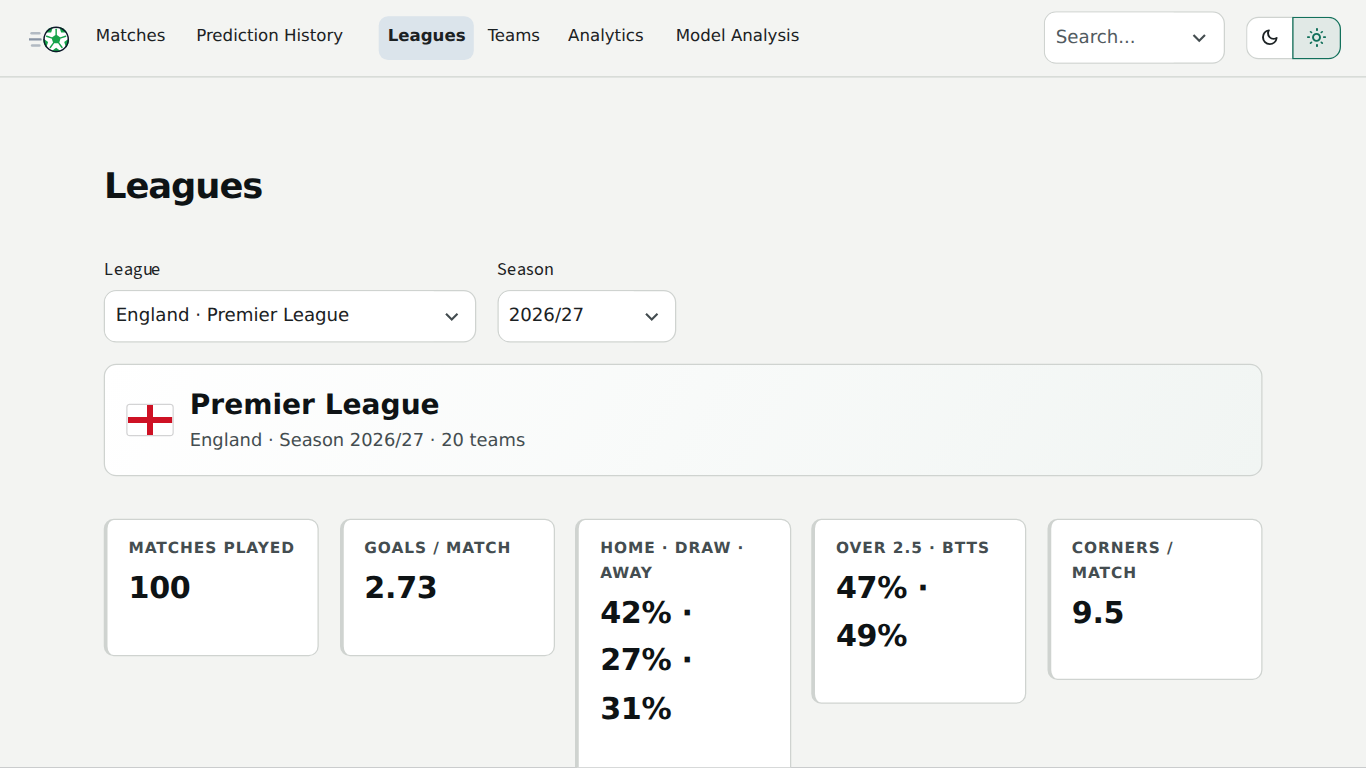 Matches
Prediction History
Leagues
Teams
Analytics
Model Analysis
Search...
Leagues
League
Season
England · Premier League
2026/27
Premier League
England · Season 2026/27 · 20 teams
MATCHES PLAYED
100
GOALS / MATCH
2.73
HOME · DRAW ·
AWAY
42% ·
27% ·
31%
OVER 2.5 · BTTS
47% ·
49%
CORNERS /
MATCH
9.5